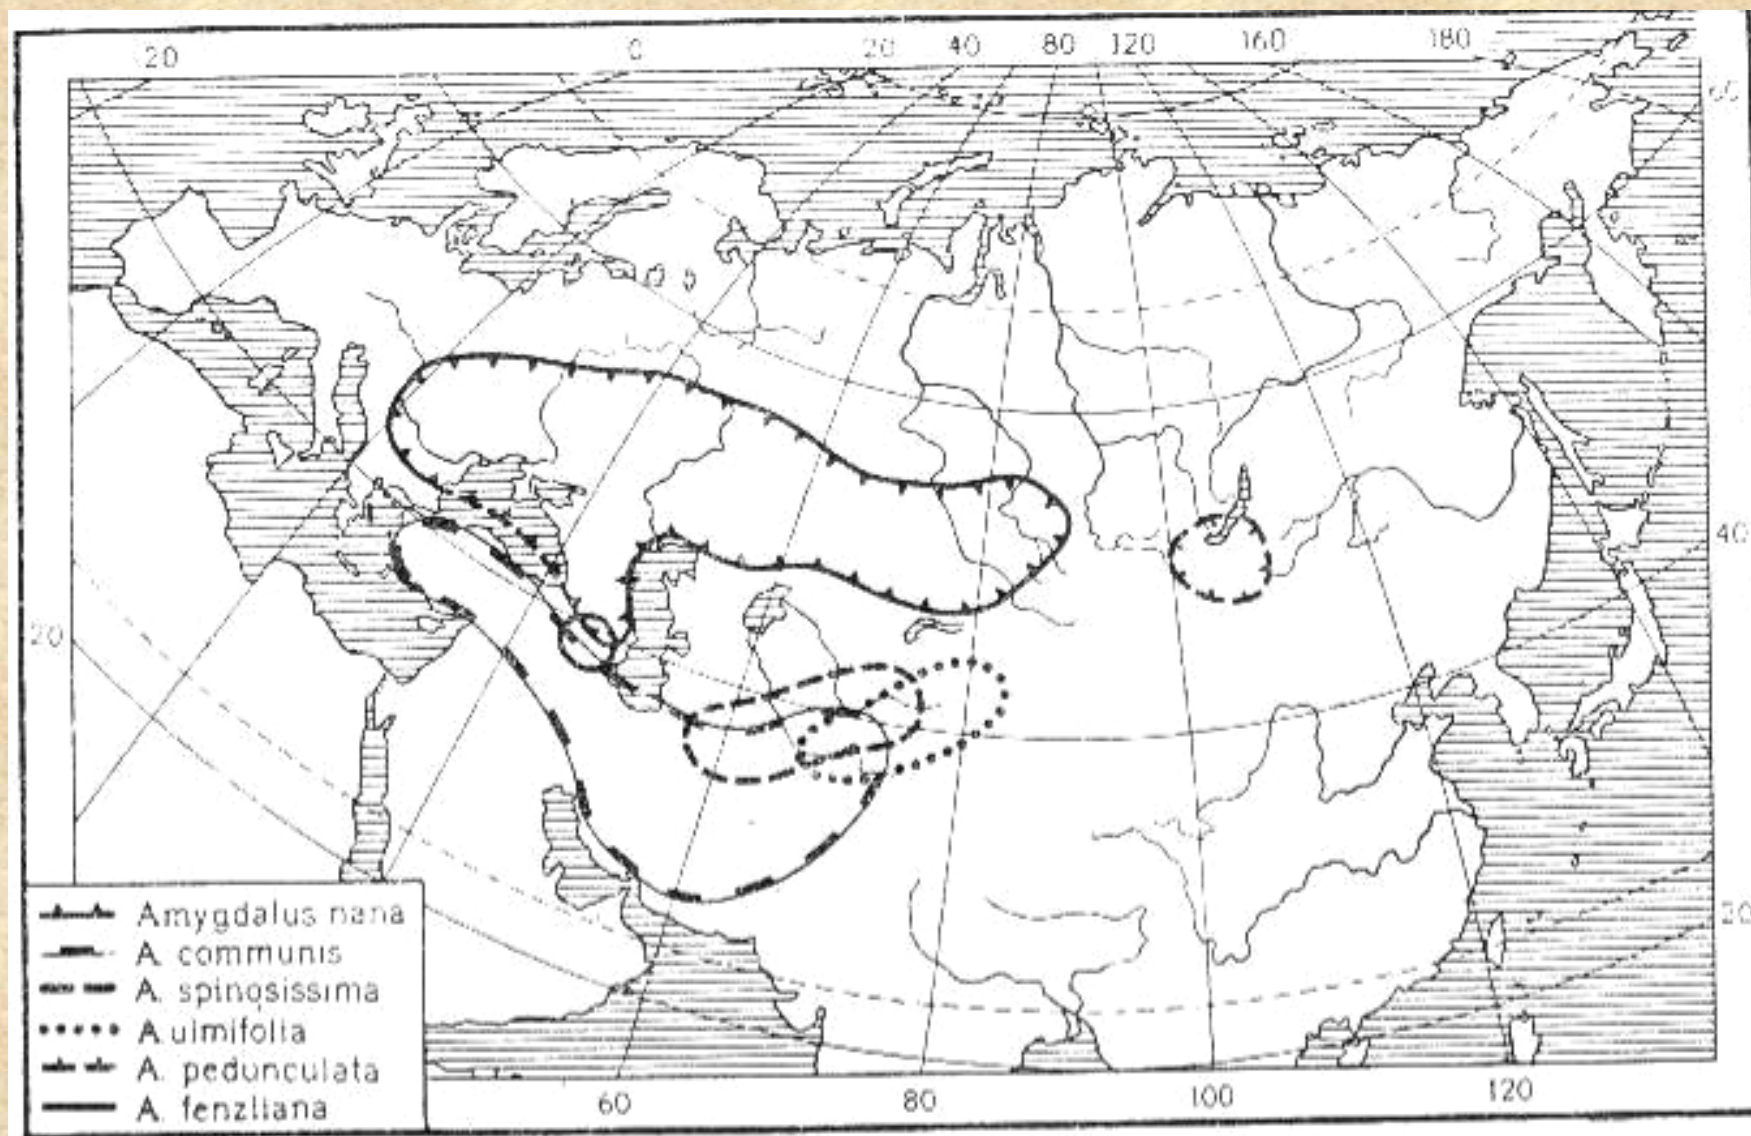 20 0 20 40 80 120 160 180
60
40
20
20
Amygdalus nana
A. communis
A. spinosissima
A. ulmifolia
A. pedunculata
A. fenzliana
60 80 100 120